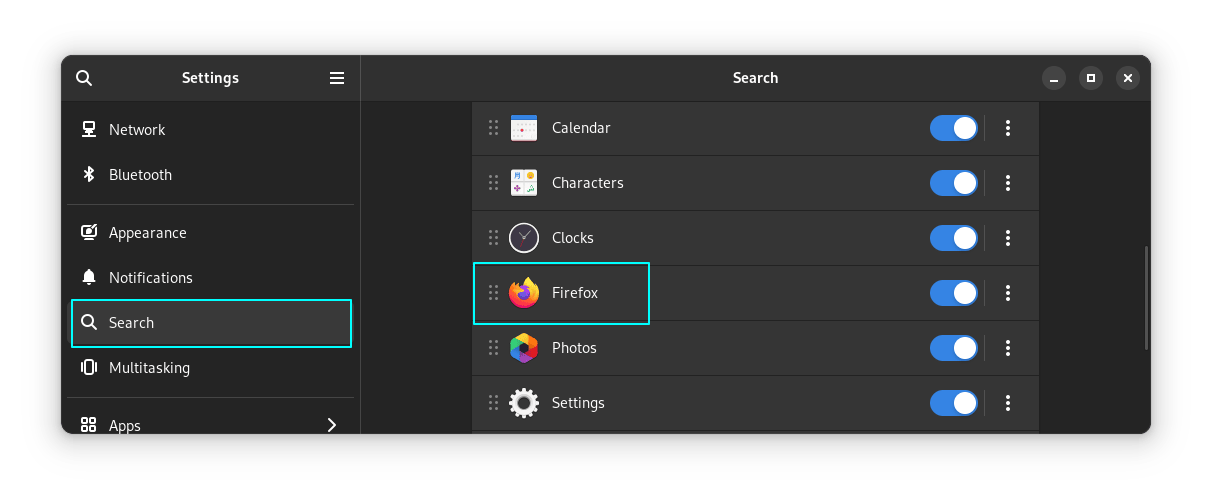 Settings
Search
Network
Bluetooth
Appearance
Notifications
Search
Multitasking
Apps
Calendar
Characters
Clocks
Firefox
Photos
Settings